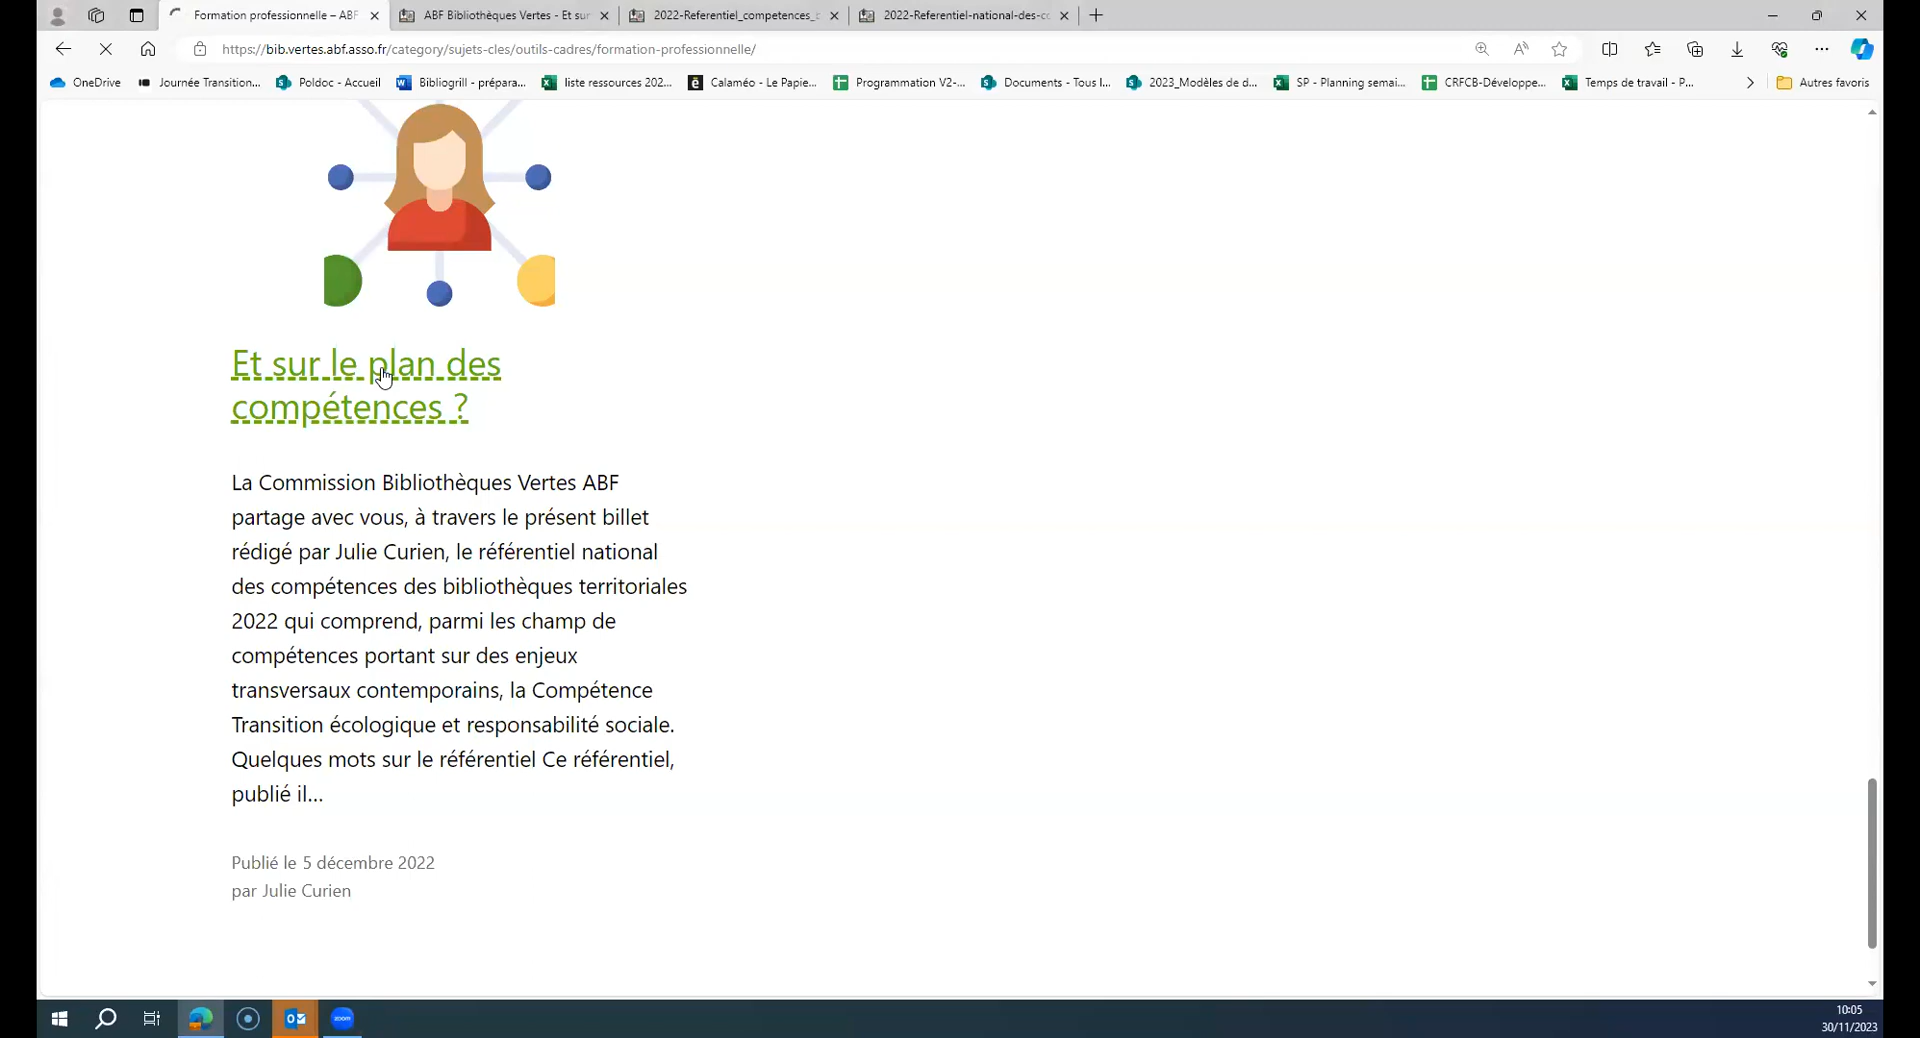 Formation professionnelle – ABF
ABF Bibliothèques Vertes - Et sur
2022-Referentiel_competences_
2022-Referentiel-national-des-co
https://bib.vertes.abf.asso.fr/category/sujets-cles/outils-cadres/formation-professionnelle/
OneDrive
Journée Transition...
Poldoc - Accueil
Bibliogrill - prépara...
liste ressources 202...
Calaméo - Le Papie...
Programmation V2-...
Documents - Tous l...
2023_Modèles de d...
SP - Planning semai...
CRFCB-Développe...
Temps de travail - P...
Autres favoris
Et sur le plan des
compétences ?
La Commission Bibliothèques Vertes ABF
partage avec vous, à travers le présent billet
rédigé par Julie Curien, le référentiel national
des compétences des bibliothèques territoriales
2022 qui comprend, parmi les champ de
compétences portant sur des enjeux
transversaux contemporains, la Compétence
Transition écologique et responsabilité sociale.
Quelques mots sur le référentiel Ce référentiel,
publié il...
Publié le 5 décembre 2022
par Julie Curien
zoom
10:05
30/11/2023